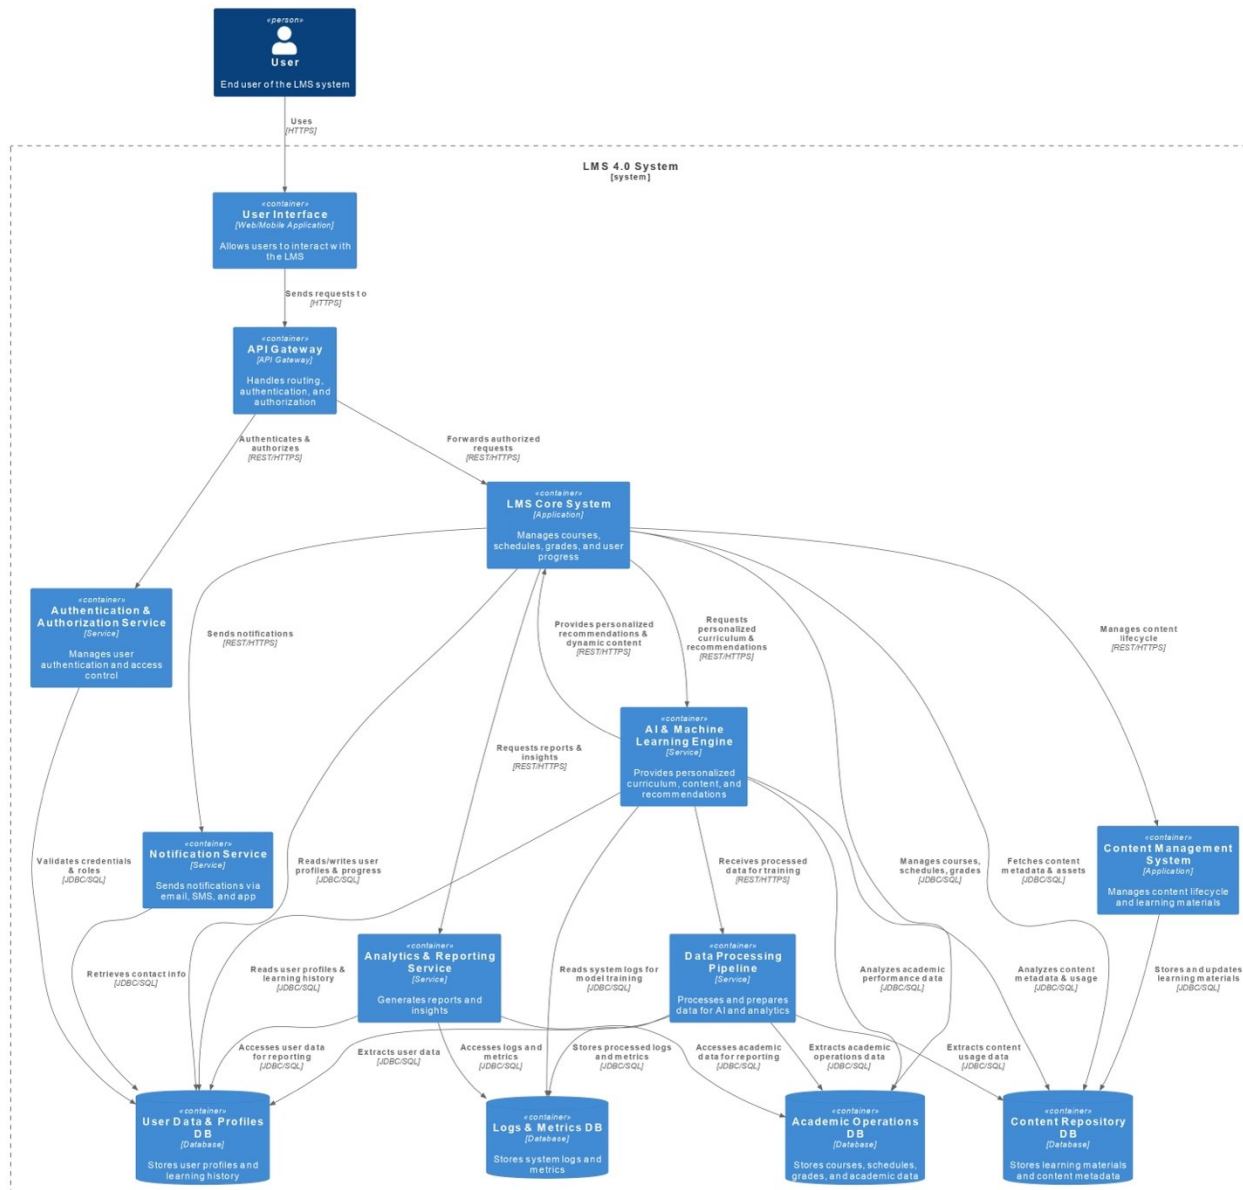 «person»
User
End user of the LMS system
Uses
[HTTPS]
LMS 4.0 System
[system]
«container»
User Interface
[Web/Mobile Application]
Allows users to interact with
the LMS
Sends requests to
[HTTPS]
«container»
API Gateway
[API Gateway]
Handles routing,
authentication, and
authorization
Authenticates &
authorizes
[REST/HTTPS]
Forwards authorized
requests
[REST/HTTPS]
«container»
LMS Core System
[Application]
Manages courses,
schedules, grades, and user
progress
«container»
Authentication &
Authorization Service
[Service]
Manages user
authentication and access
control
Sends notifications
[REST/HTTPS]
Provides personalized
recommendations &
dynamic content
[REST/HTTPS]
Requests
personalized
curriculum &
recommendations
[REST/HTTPS]
Manages content
lifecycle
[REST/HTTPS]
Requests reports &
insights
[REST/HTTPS]
«container»
AI & Machine
Learning Engine
[Service]
Provides personalized
curriculum, content, and
recommendations
«container»
Notification Service
[Service]
Sends notifications via
email, SMS, and app
«container»
Content Management
System
[Application]
Manages content lifecycle
and learning materials
Validates credentials
& roles
[JDBC/SQL]
Reads/writes user
profiles & progress
[JDBC/SQL]
Receives processed
data for training
[REST/HTTPS]
Manages courses,
schedules, grades
[JDBC/SQL]
Fetches content
metadata & assets
[JDBC/SQL]
«container»
Analytics & Reporting
Service
[Service]
Generates reports and
insights
«container»
Data Processing
Pipeline
[Service]
Processes and prepares
data for AI and analytics
Retrieves contact info
[JDBC/SQL]
Reads user profiles &
learning history
[JDBC/SQL]
Reads system logs for
model training
[JDBC/SQL]
Analyzes academic
performance data
[JDBC/SQL]
Analyzes content
metadata & usage
[JDBC/SQL]
Stores and updates
learning materials
[JDBC/SQL]
Accesses user data
for reporting
[JDBC/SQL]
Extracts user data
[JDBC/SQL]
Accesses logs and
metrics
[JDBC/SQL]
Stores processed logs
and metrics
[JDBC/SQL]
Accesses academic
data for reporting
[JDBC/SQL]
Extracts academic
operations data
[JDBC/SQL]
Extracts content
usage data
[JDBC/SQL]
«container»
User Data & Profiles
DB
[Database]
Stores user profiles and
learning history
«container»
Logs & Metrics DB
[Database]
Stores system logs and
metrics
«container»
Academic Operations
DB
[Database]
Stores courses, schedules,
grades, and academic data
«container»
Content Repository
DB
[Database]
Stores learning materials
and content metadata